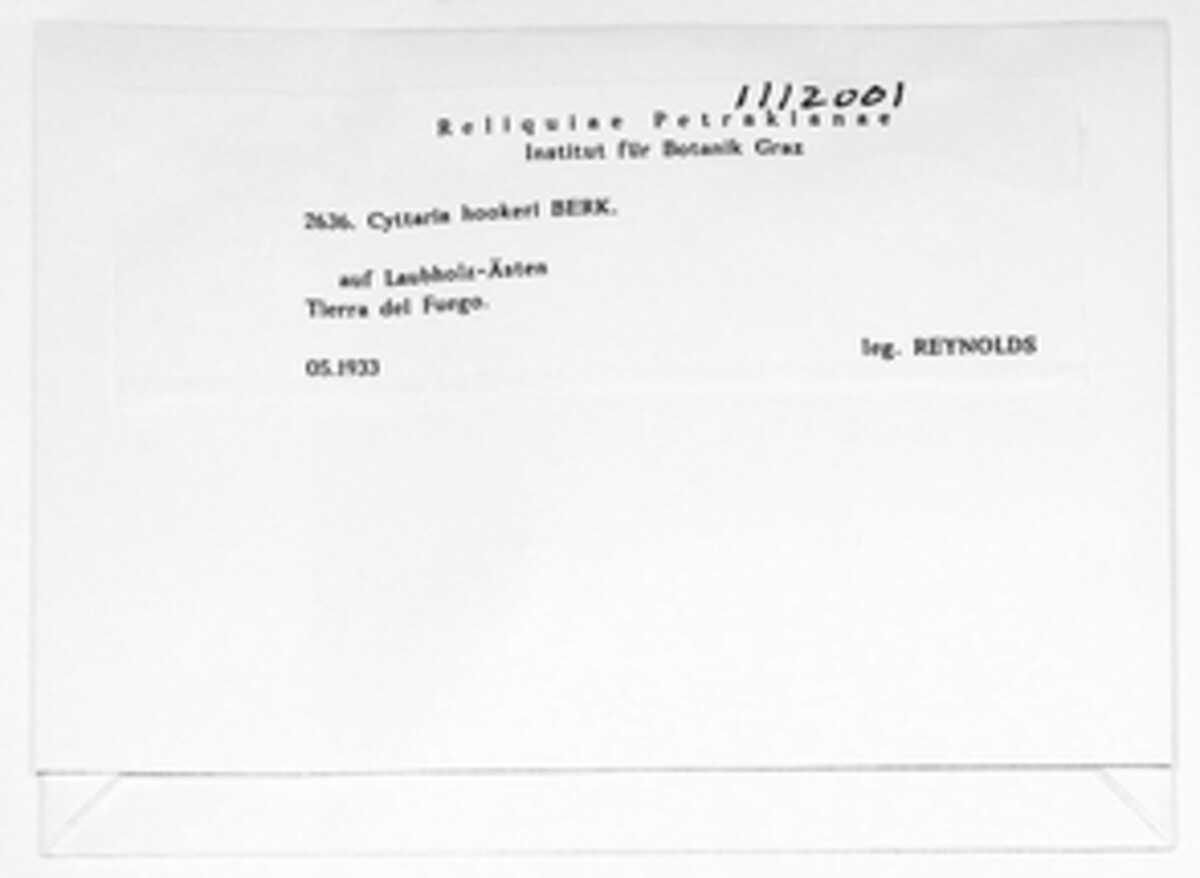 1112001
Reliquiae Petrakianae
Institut für Botanik Graz
2636. Cyttaria hookeri BERK.
auf Laubholz-Ästen
Tierra del Fuego.
leg. REYNOLDS
05.1933